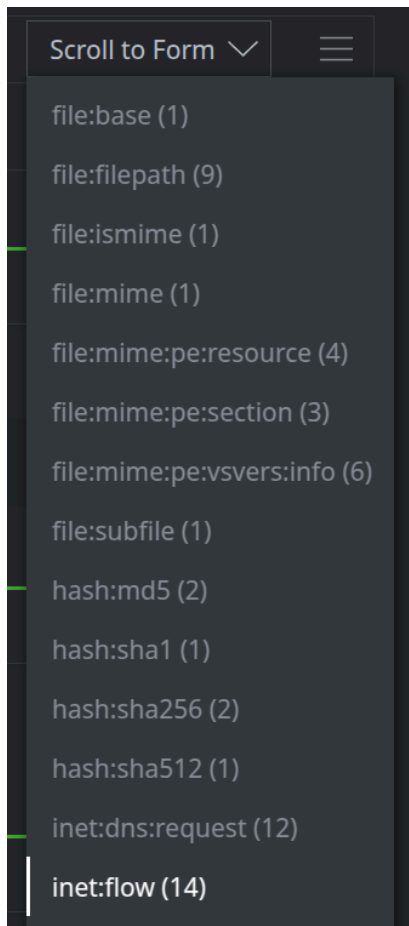 Scroll to Form
file:base (1)
file:filepath (9)
file:ismime (1)
file:mime (1)
file:mime:pe:resource (4)
file:mime:pe:section (3)
file:mime:pe:vsvers:info (6)
file:subfile (1)
hash:md5 (2)
hash:sha1 (1)
hash:sha256 (2)
hash:sha512 (1)
inet:dns:request (12)
inet:flow (14)